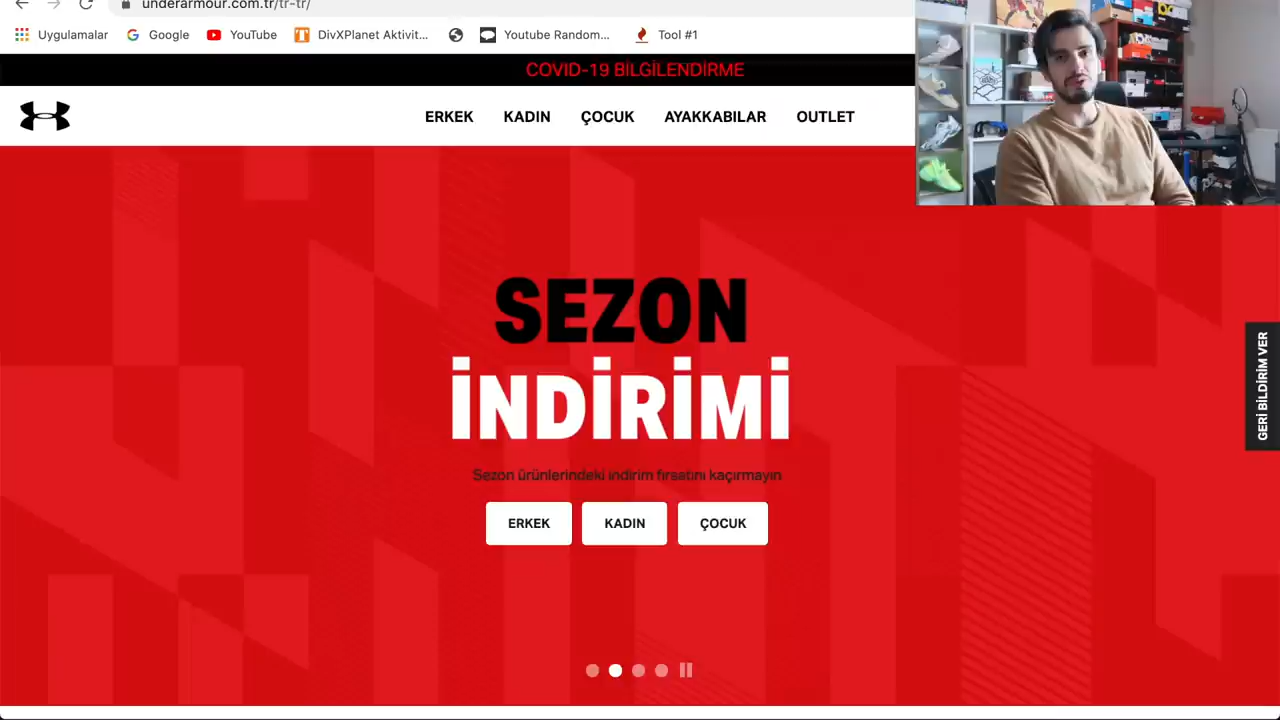 underarmour.com.tr/tr-tr/
Uygulamalar Google YouTube DivXPlanet Aktivit... Youtube Random... Tool #1
COVID-19 BİLGİLENDİRME
ERKEK KADIN ÇOCUK AYAKKABILAR OUTLET
SEZON
İNDİRİMİ
Sezon ürünlerindeki indirim fırsatını kaçırmayın
ERKEK KADIN ÇOCUK
GERİ BİLDİRİM VER